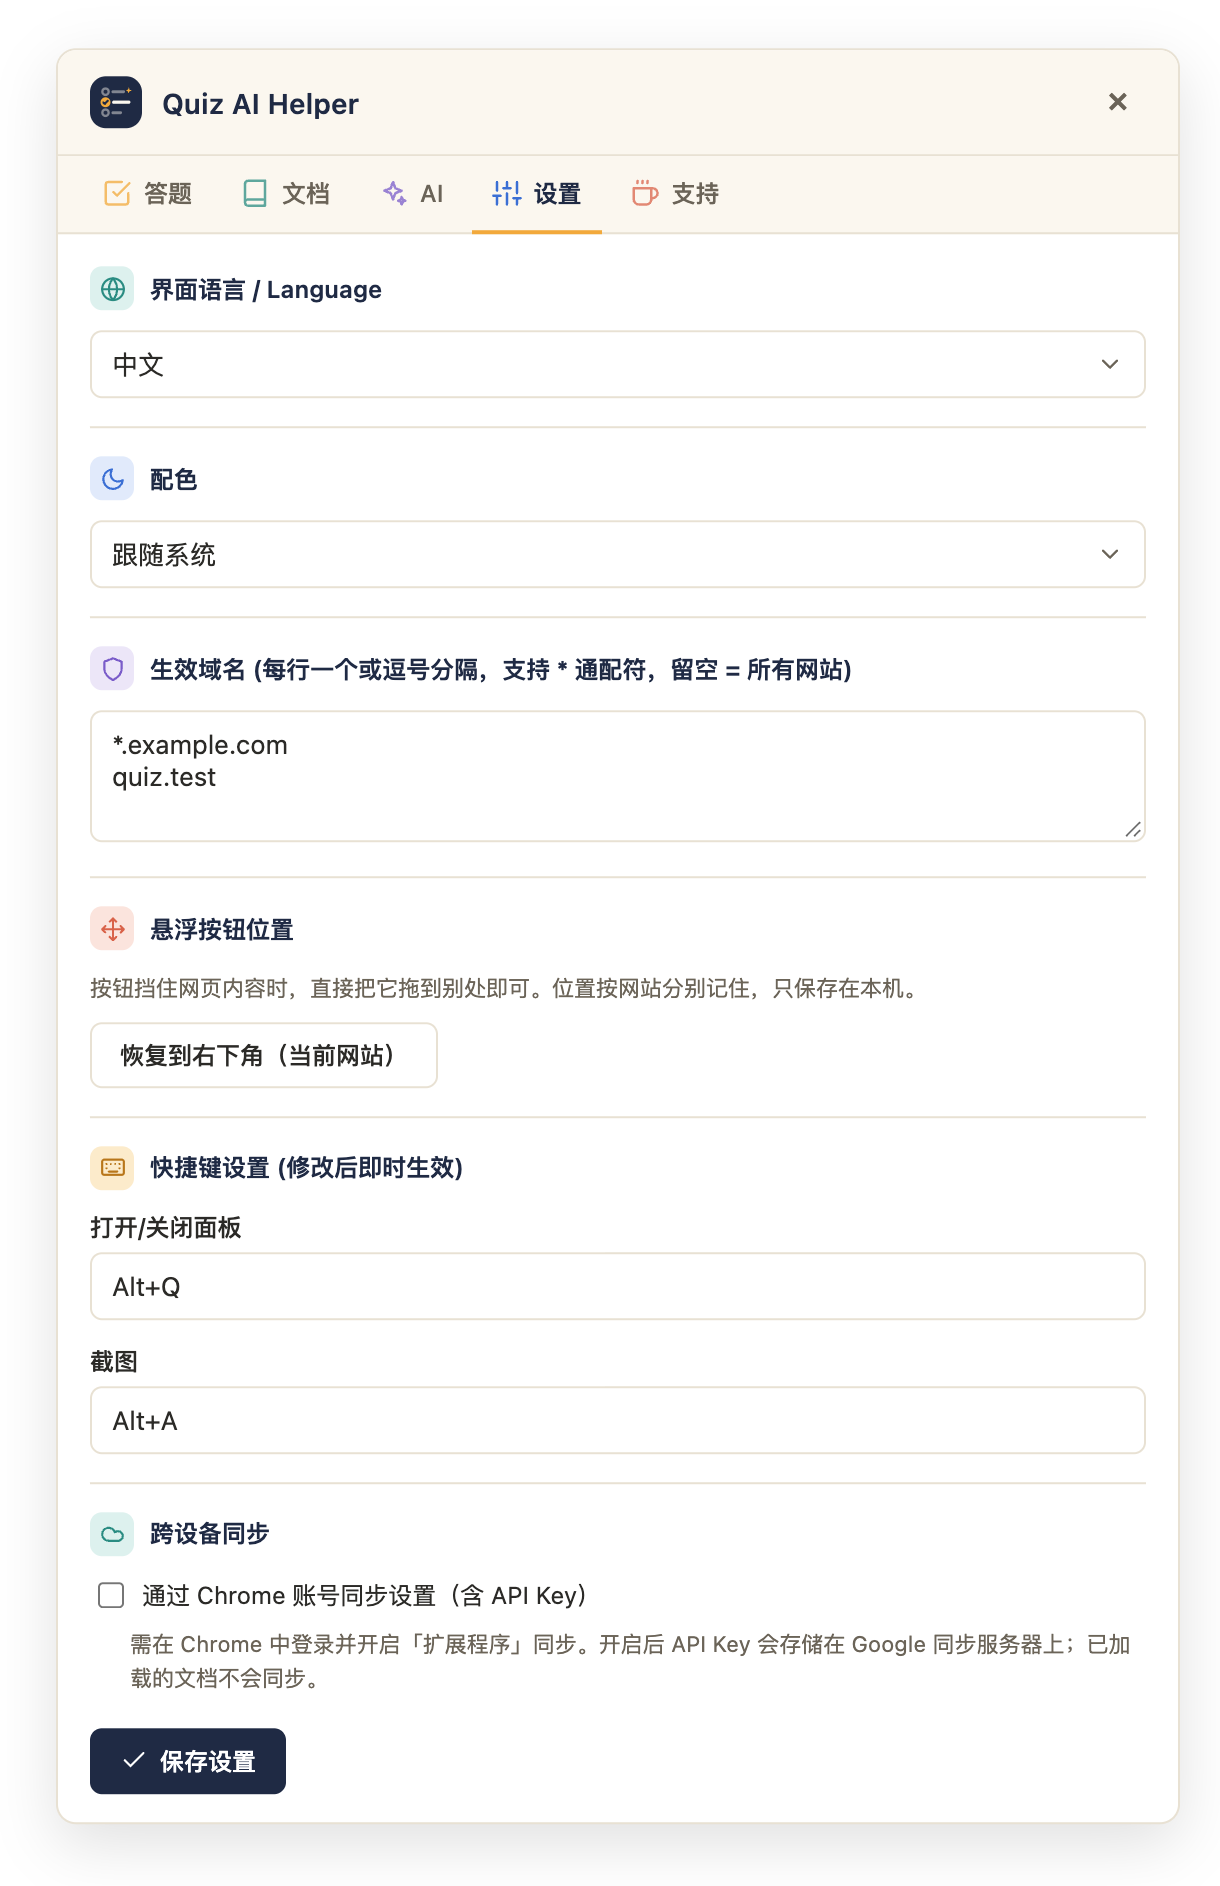 Quiz AI Helper
答题
文档
AI
设置
支持
界面语言 / Language
中文
配色
跟随系统
生效域名 (每行一个或逗号分隔，支持 * 通配符，留空 = 所有网站)
*.example.com
quiz.test
悬浮按钮位置
按钮挡住网页内容时，直接把它拖到别处即可。位置按网站分别记住，只保存在本机。
恢复到右下角（当前网站）
快捷键设置 (修改后即时生效)
打开/关闭面板
Alt+Q
截图
Alt+A
跨设备同步
通过 Chrome 账号同步设置（含 API Key）
需在 Chrome 中登录并开启「扩展程序」同步。开启后 API Key 会存储在 Google 同步服务器上；已加
载的文档不会同步。
保存设置